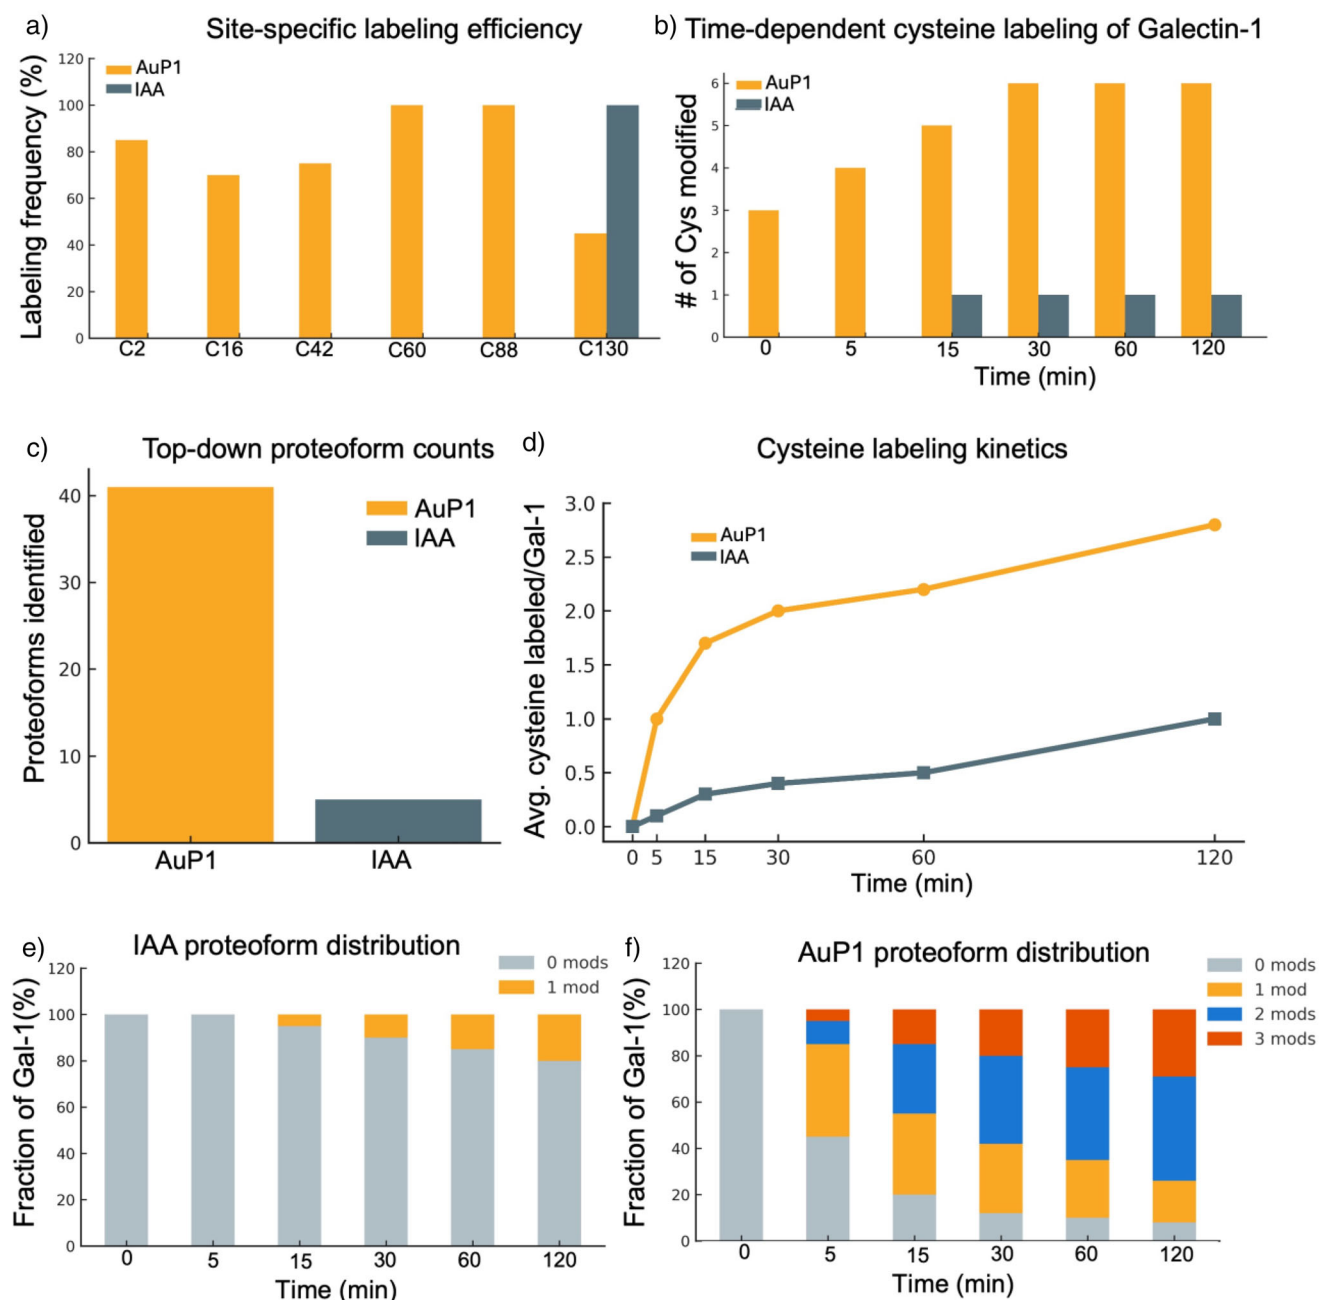 a) Site-specific labeling efficiency
Labeling frequency (%)
120
100
80
60
40
20
0
AuP1
IAA
C2 C16 C42 C60 C88 C130
b) Time-dependent cysteine labeling of Galectin-1
# of Cys modified
6
5
4
3
2
1
0
AuP1
IAA
0 5 15 30 60 120
Time (min)
c) Top-down proteoform counts
Proteoforms identified
40
30
20
10
0
AuP1
IAA
AuP1 IAA
d) Cysteine labeling kinetics
Avg. cysteine labeled/Gal-1
3.0
2.5
2.0
1.5
1.0
0.5
0.0
AuP1
IAA
0 5 15 30 60 120
Time (min)
e) IAA proteoform distribution
Fraction of Gal-1(%)
120
100
80
60
40
20
0
0 mods
1 mod
0 5 15 30 60 120
Time (min)
f) AuP1 proteoform distribution
Fraction of Gal-1(%)
120
100
80
60
40
20
0
0 mods
1 mod
2 mods
3 mods
0 5 15 30 60 120
Time (min)